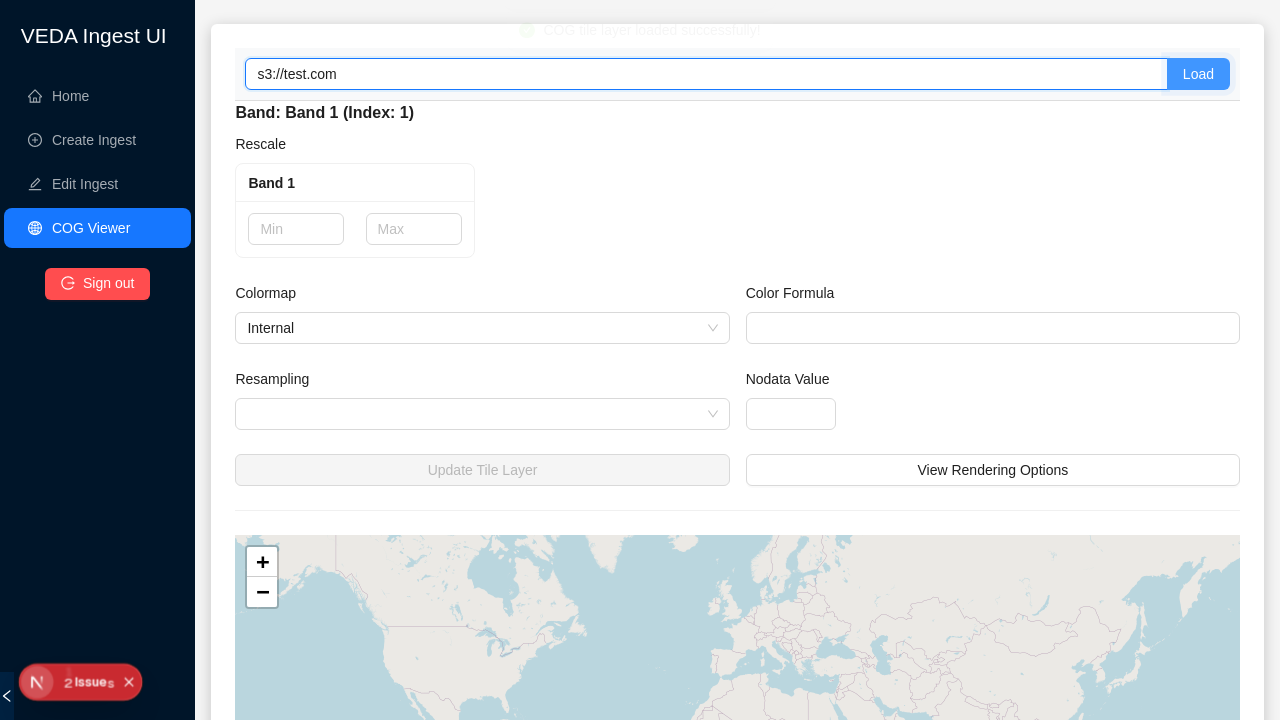 VEDA Ingest UI
Home
Create Ingest
Edit Ingest
COG Viewer
Sign out
2 Issues
COG tile layer loaded successfully!
s3://test.com
Load
Band: Band 1 (Index: 1)
Rescale
Band 1
Min
Max
Colormap
Color Formula
Internal
Resampling
Nodata Value
Update Tile Layer
View Rendering Options
+
−